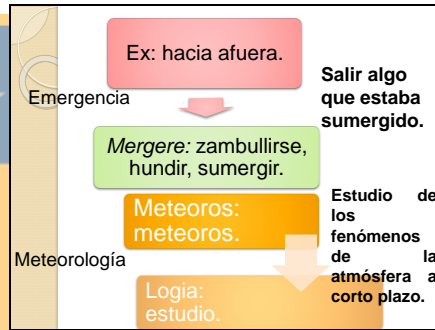 Ex: hacia afuera.
Emergencia
Salir algo
que estaba
sumergido.
Mergere: zambullirse,
hundir, sumergir.
Meteoros:
meteoros.
Meteorología
Estudio de
los
fenómenos
de la
atmósfera a
corto plazo.
Logia:
estudio.